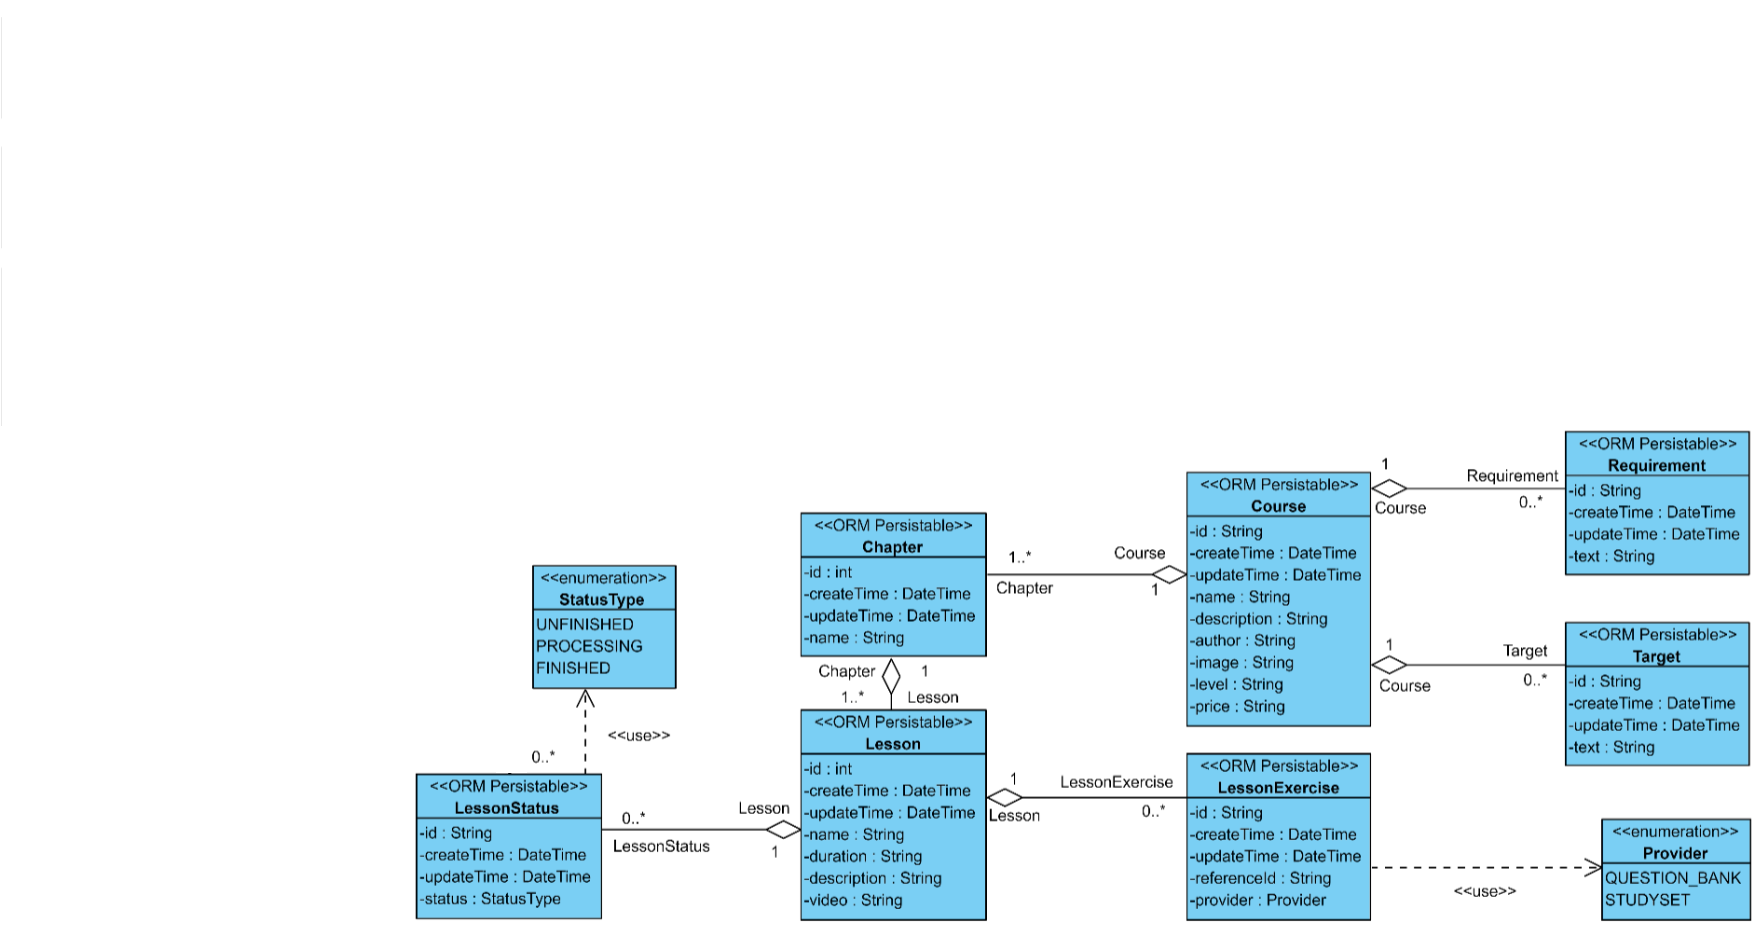 <<ORM Persistable>>
Requirement
-id : String
-createTime : DateTime
-updateTime : DateTime
-text : String
1
Course
Requirement
0..*
<<ORM Persistable>>
Course
-id : String
-createTime : DateTime
-updateTime : DateTime
-name : String
-description : String
-author : String
-image : String
-level : String
-price : String
<<ORM Persistable>>
Chapter
-id : int
-createTime : DateTime
-updateTime : DateTime
-name : String
1..*
Chapter
Course
1
<<enumeration>>
StatusType
UNFINISHED
PROCESSING
FINISHED
1
Course
Target
0..*
<<ORM Persistable>>
Target
-id : String
-createTime : DateTime
-updateTime : DateTime
-text : String
Chapter
1
1..*
Lesson
<<use>>
0..*
<<ORM Persistable>>
LessonStatus
-id : String
-createTime : DateTime
-updateTime : DateTime
-status : StatusType
0..*
LessonStatus
Lesson
1
<<ORM Persistable>>
Lesson
-id : int
-createTime : DateTime
-updateTime : DateTime
-name : String
-duration : String
-description : String
-video : String
1
Lesson
LessonExercise
0..*
<<ORM Persistable>>
LessonExercise
-id : String
-createTime : DateTime
-updateTime : DateTime
-referenceId : String
-provider : Provider
<<use>>
<<enumeration>>
Provider
QUESTION_BANK
STUDYSET